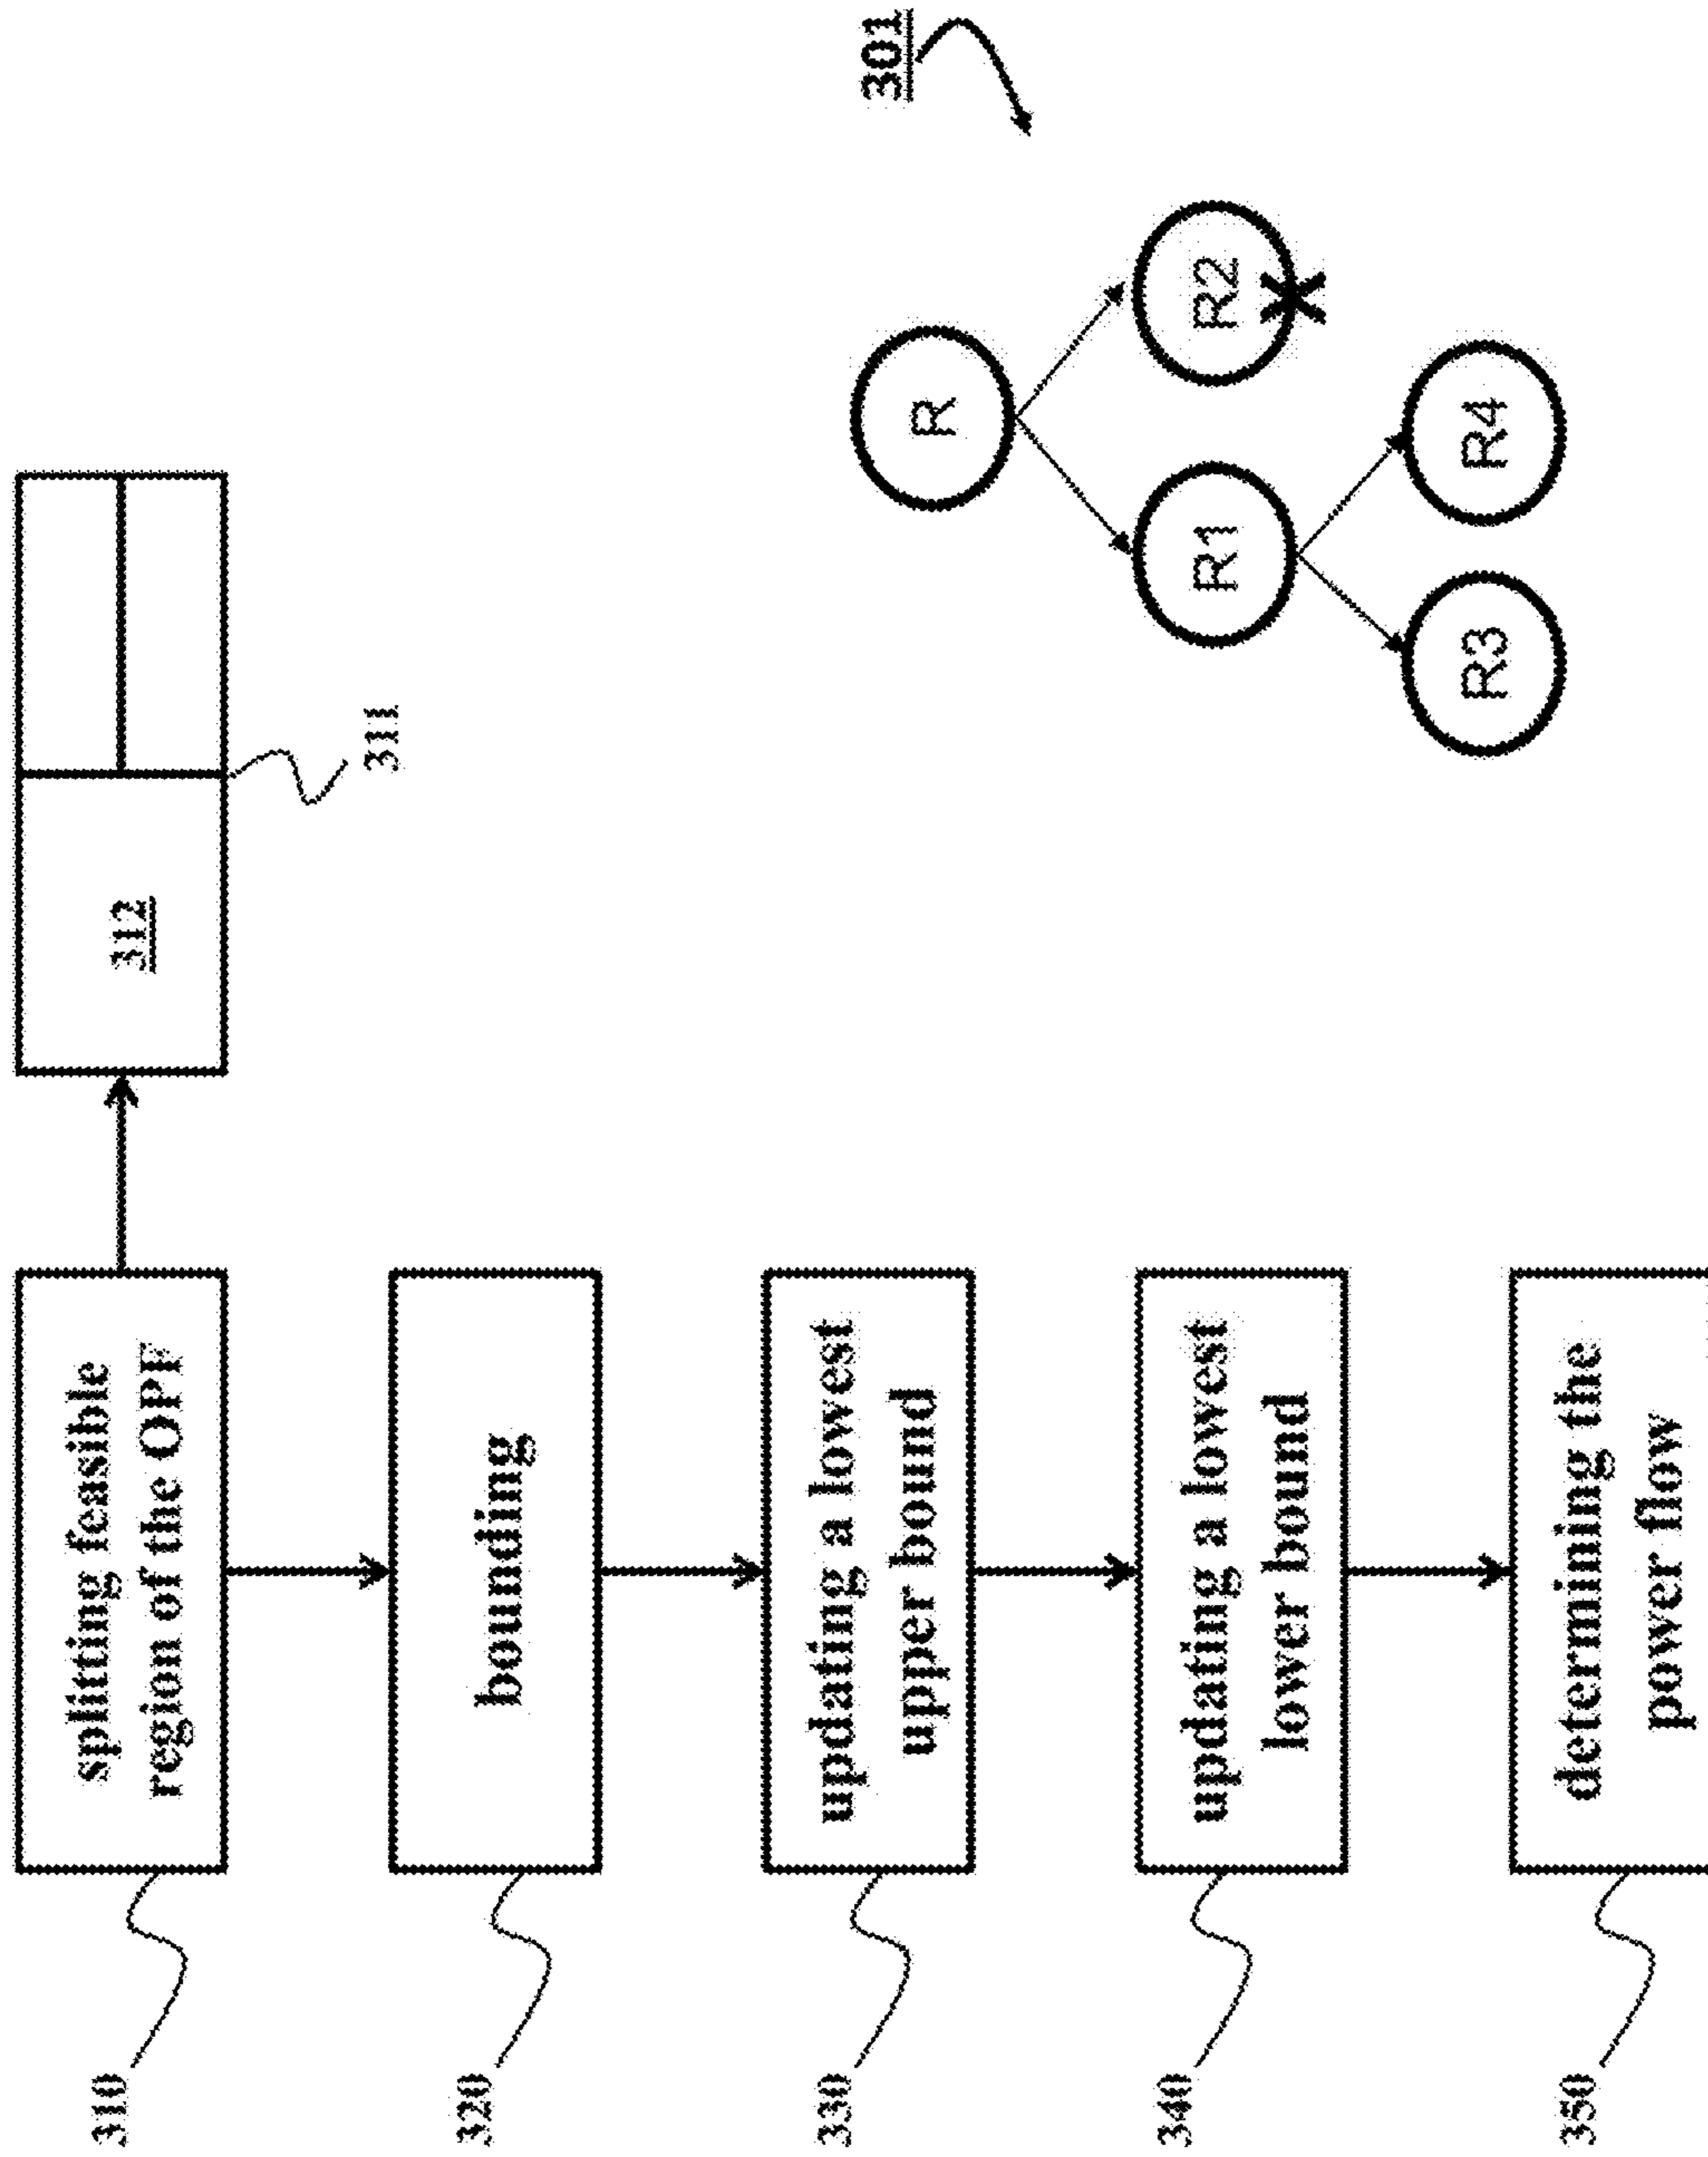 310
splitting feasible
region of the OPF
312
311
320
bounding
330
updating a lowest
upper bound
340
updating a lowest
lower bound
350
determining the
power flow
301
R
R1
R2
R3
R4
X